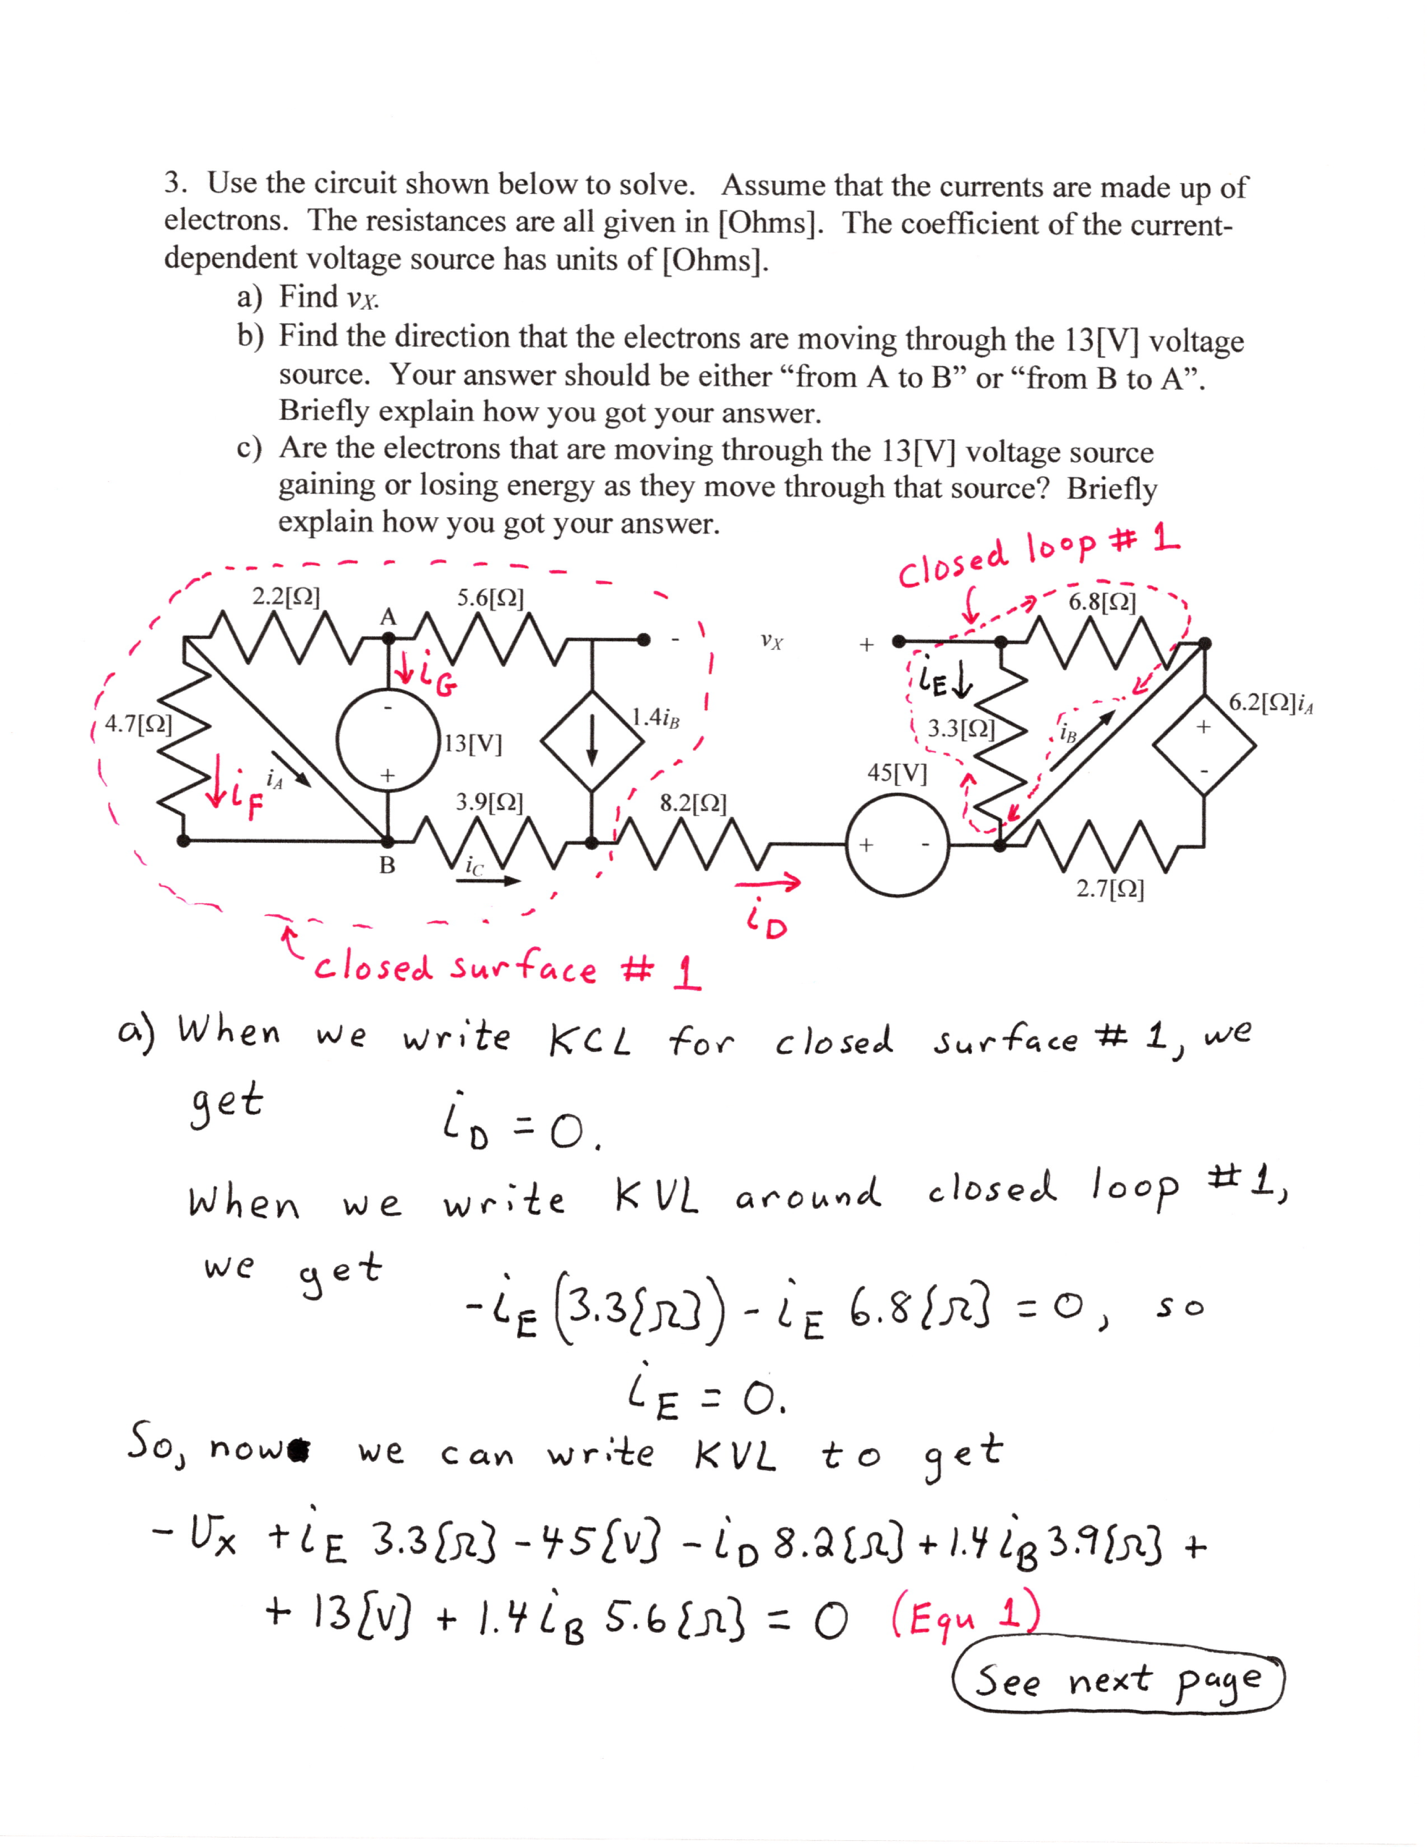 3. Use the circuit shown below to solve. Assume that the currents are made up of
electrons. The resistances are all given in [Ohms]. The coefficient of the current-
dependent voltage source has units of [Ohms].
a) Find vX.
b) Find the direction that the electrons are moving through the 13[V] voltage
source. Your answer should be either “from A to B” or “from B to A”.
Briefly explain how you got your answer.
c) Are the electrons that are moving through the 13[V] voltage source
gaining or losing energy as they move through that source? Briefly
explain how you got your answer.
closed loop # 1
2.2[Ω]
A
5.6[Ω]
-
vX
+
6.8[Ω]
iG
iE
4.7[Ω]
-
13[V]
+
1.4iB
3.3[Ω]
iB
6.2[Ω]iA
+
-
iF
iA
45[V]
3.9[Ω]
8.2[Ω]
+
-
B
iC
2.7[Ω]
iD
closed surface # 1
a) When we write KCL for closed surface # 1, we
get iD = 0.
When we write KVL around closed loop #1,
we get -iE (3.3{Ω}) - iE 6.8{Ω} = 0, so
iE = 0.
So, now we can write KVL to get
- vX + iE 3.3{Ω} - 45{V} - iD 8.2{Ω} + 1.4 iB 3.9{Ω} +
+ 13{V} + 1.4 iB 5.6{Ω} = 0 (Equ 1)
See next page